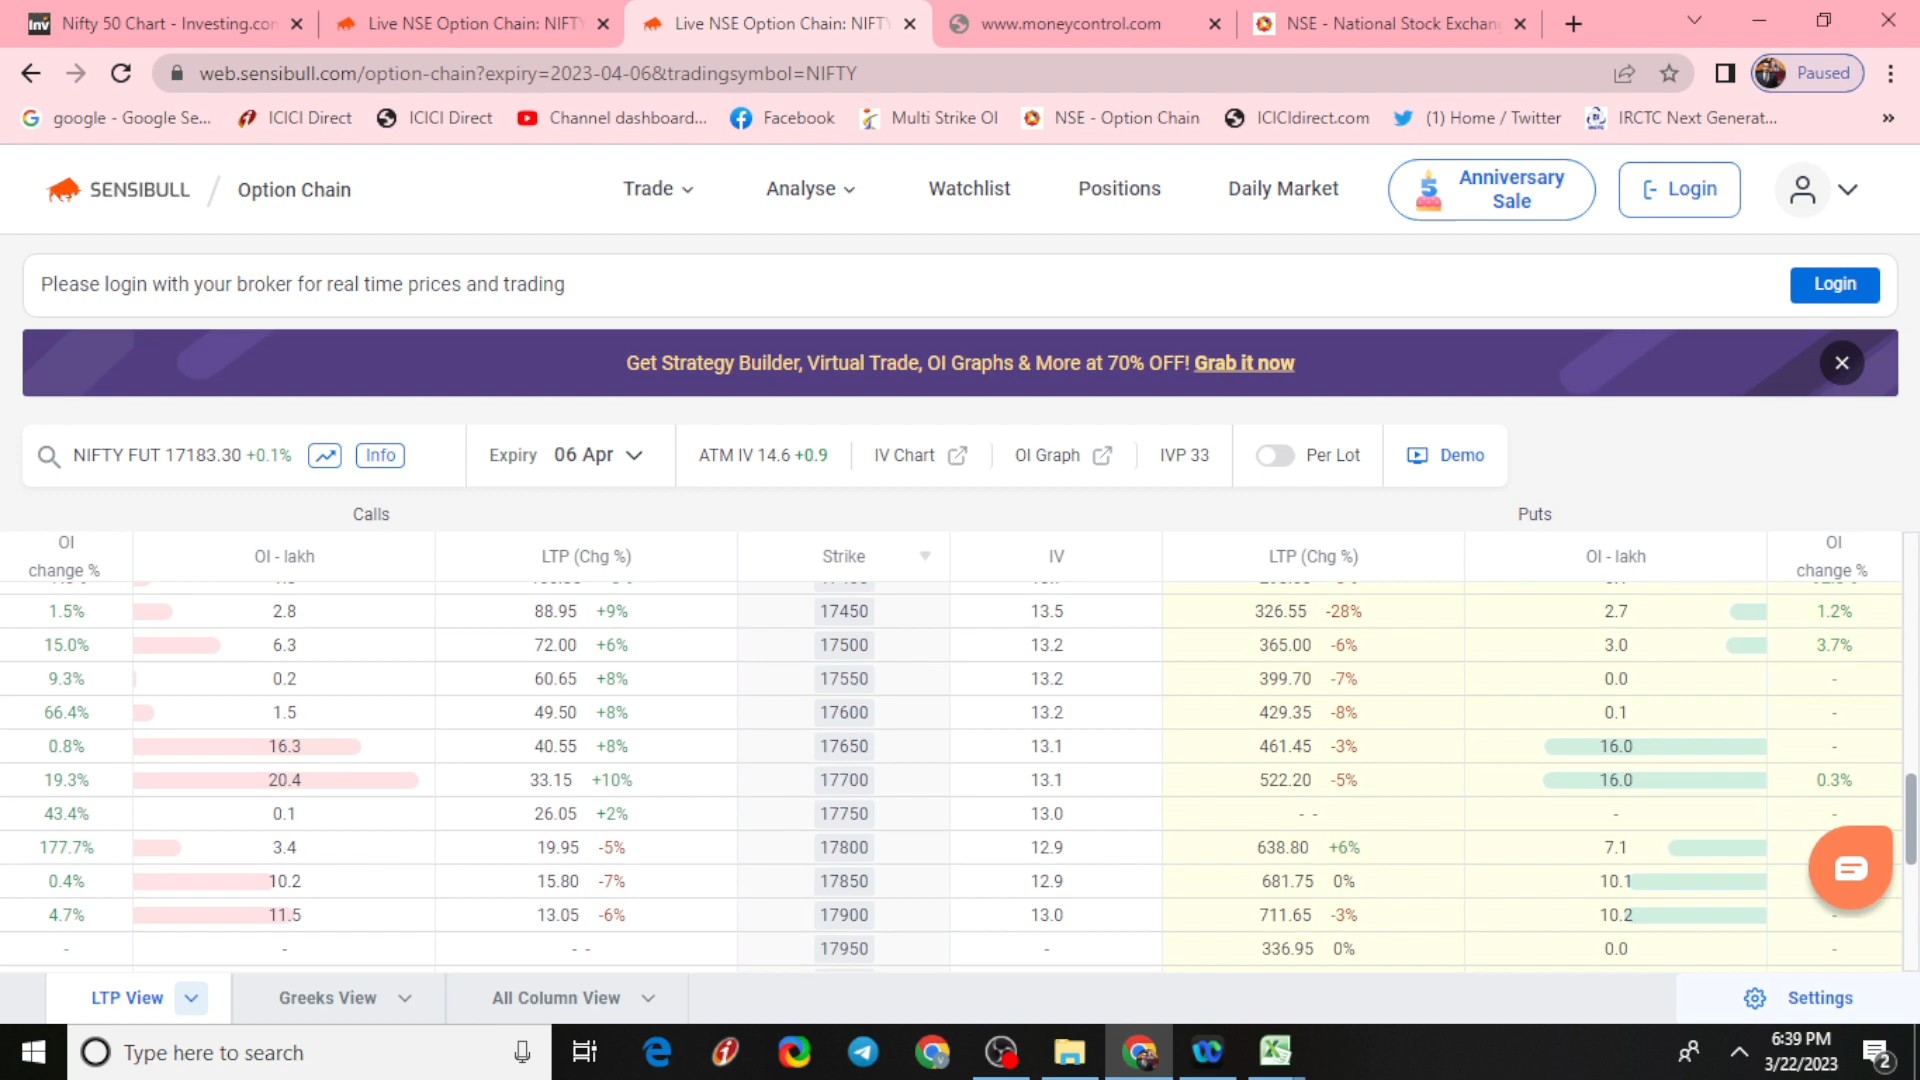 Nifty 50 Chart - Investing.con
Live NSE Option Chain: NIFTY
Live NSE Option Chain: NIFTY
www.moneycontrol.com
NSE - National Stock Exchang
web.sensibull.com/option-chain?expiry=2023-04-06&tradingsymbol=NIFTY
Paused
google - Google Se...
ICICI Direct
ICICI Direct
Channel dashboard...
Facebook
Multi Strike OI
NSE - Option Chain
ICICIdirect.com
(1) Home / Twitter
IRCTC Next Generat...
SENSIBULL / Option Chain
Trade
Analyse
Watchlist
Positions
Daily Market
5 Anniversary
Sale
Login
Please login with your broker for real time prices and trading
Login
Get Strategy Builder, Virtual Trade, OI Graphs & More at 70% OFF! Grab it now
NIFTY FUT 17183.30 +0.1% Info
Expiry 06 Apr
ATM IV 14.6 +0.9
IV Chart
OI Graph
IVP 33
Per Lot
Demo
Calls
Puts
OI change % OI - lakh LTP (Chg %) Strike IV LTP (Chg %) OI - lakh OI change %
1.5% 2.8 88.95 +9% 17450 13.5 326.55 -28% 2.7 1.2%
15.0% 6.3 72.00 +6% 17500 13.2 365.00 -6% 3.0 3.7%
9.3% 0.2 60.65 +8% 17550 13.2 399.70 -7% 0.0 -
66.4% 1.5 49.50 +8% 17600 13.2 429.35 -8% 0.1 -
0.8% 16.3 40.55 +8% 17650 13.1 461.45 -3% 16.0 -
19.3% 20.4 33.15 +10% 17700 13.1 522.20 -5% 16.0 0.3%
43.4% 0.1 26.05 +2% 17750 13.0 - - - -
177.7% 3.4 19.95 -5% 17800 12.9 638.80 +6% 7.1
0.4% 10.2 15.80 -7% 17850 12.9 681.75 0% 10.1
4.7% 11.5 13.05 -6% 17900 13.0 711.65 -3% 10.2 -
- - - - 17950 - 336.95 0% 0.0 -
LTP View
Greeks View
All Column View
Settings
Type here to search
6:39 PM
3/22/2023
2